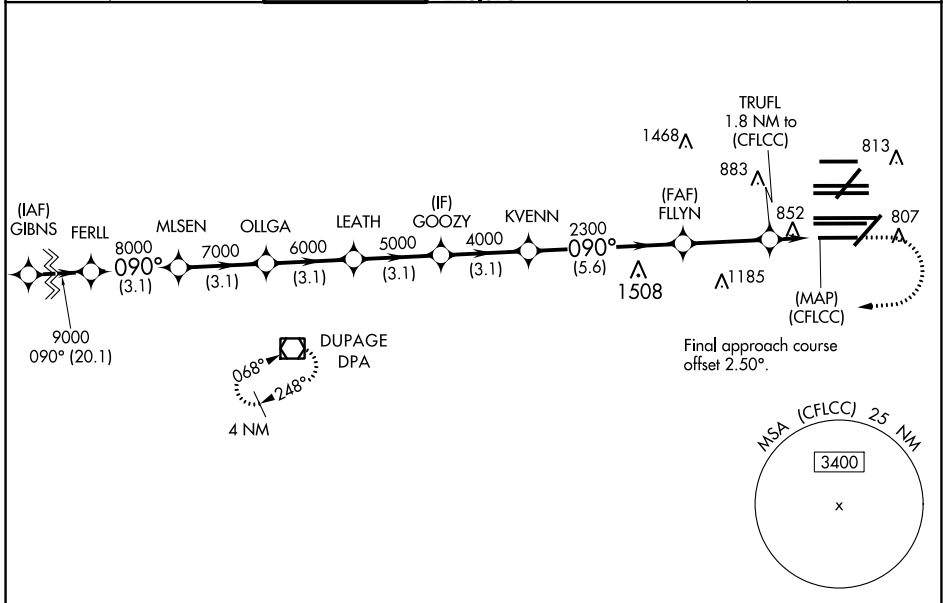 TRUFL
1.8 NM to
(CFLCC)
1468
813
883
(IAF)
GIBNS
FERLL
MLSEN
OLLGA
LEATH
(IF)
GOOZY
KVENN
(FAF)
FLLYN
852
807
8000
090°
(3.1)
7000
(3.1)
6000
(3.1)
5000
(3.1)
4000
(3.1)
2300
090°
(5.6)
1508
1185
(MAP)
(CFLCC)
9000
090° (20.1)
DUPAGE
DPA
068°
248°
4 NM
Final approach course
offset 2.50°.
MSA (CFLCC) 25 NM
3400
x